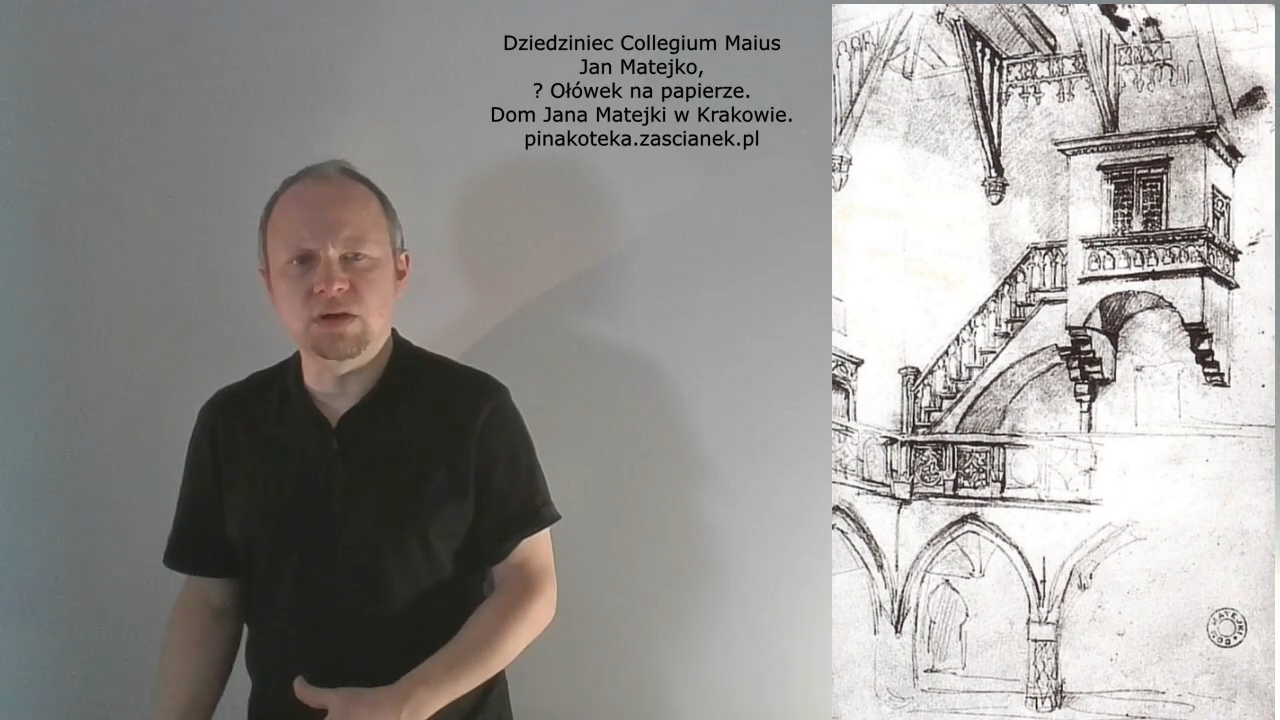 Dziedziniec Collegium Maius
Jan Matejko,
? Ołówek na papierze.
Dom Jana Matejki w Krakowie.
pinakoteka.zascianek.pl